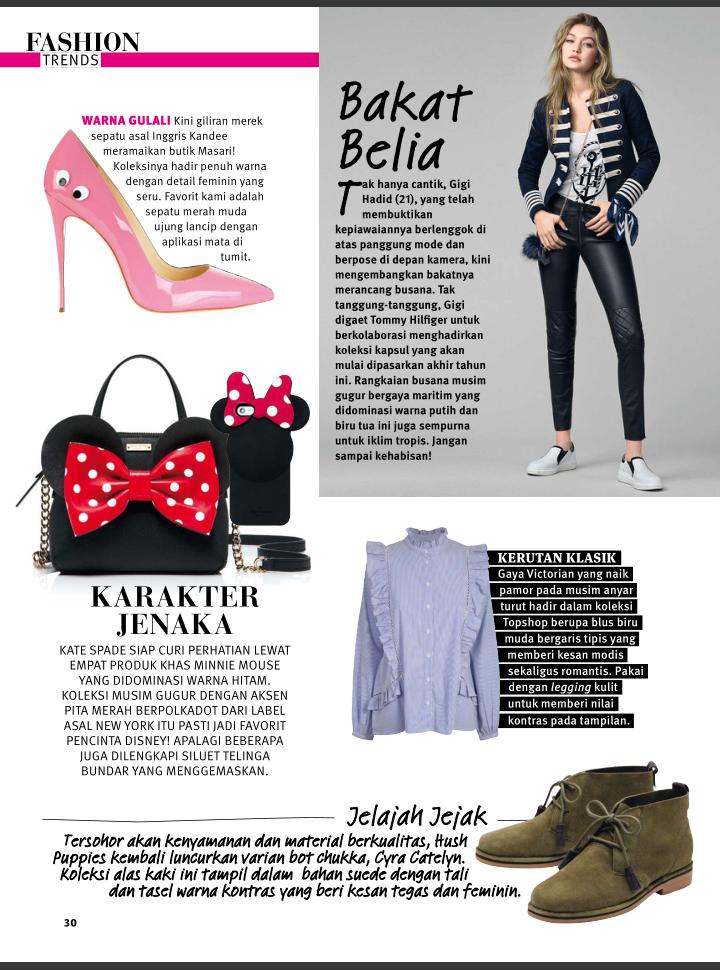 FASHION
TRENDS
WARNA GULALI Kini giliran merek
sepatu asal Inggris Kandee
meramaikan butik Masari!
Koleksinya hadir penuh warna
dengan detail feminin yang
seru. Favorit kami adalah
sepatu merah muda
ujung lancip dengan
aplikasi mata di
tumit.
Bakat
Belia
Tak hanya cantik, Gigi
Hadid (21), yang telah
membuktikan
kepiawaiannya berlenggok di
atas panggung mode dan
berpose di depan kamera, kini
mengembangkan bakatnya
merancang busana. Tak
tanggung-tanggung, Gigi
digaet Tommy Hilfiger untuk
berkolaborasi menghadirkan
koleksi kapsul yang akan
mulai dipasarkan akhir tahun
ini. Rangkaian busana musim
gugur bergaya maritim yang
didominasi warna putih dan
biru tua ini juga sempurna
untuk iklim tropis. Jangan
sampai kehabisan!
KARAKTER
JENAKA
KATE SPADE SIAP CURI PERHATIAN LEWAT
EMPAT PRODUK KHAS MINNIE MOUSE
YANG DIDOMINASI WARNA HITAM.
KOLEKSI MUSIM GUGUR DENGAN AKSEN
PITA MERAH BERPOLKADOT DARI LABEL
ASAL NEW YORK ITU PASTI JADI FAVORIT
PENCINTA DISNEY! APALAGI BEBERAPA
JUGA DILENGKAPI SILUET TELINGA
BUNDAR YANG MENGGEMASKAN.
KERUTAN KLASIK
Gaya Victorian yang naik
pamor pada musim anyar
turut hadir dalam koleksi
Topshop berupa blus biru
muda bergaris tipis yang
memberi kesan modis
sekaligus romantis. Pakai
dengan legging kulit
untuk memberi nilai
kontras pada tampilan.
Jelajah Jejak
Tersohor akan kenyamanan dan material berkualitas, Hush
Puppies kembali luncurkan varian bot chukka, Cyra Catelyn.
Koleksi alas kaki ini tampil dalam bahan suede dengan tali
dan tasel warna kontras yang beri kesan tegas dan feminin.
30